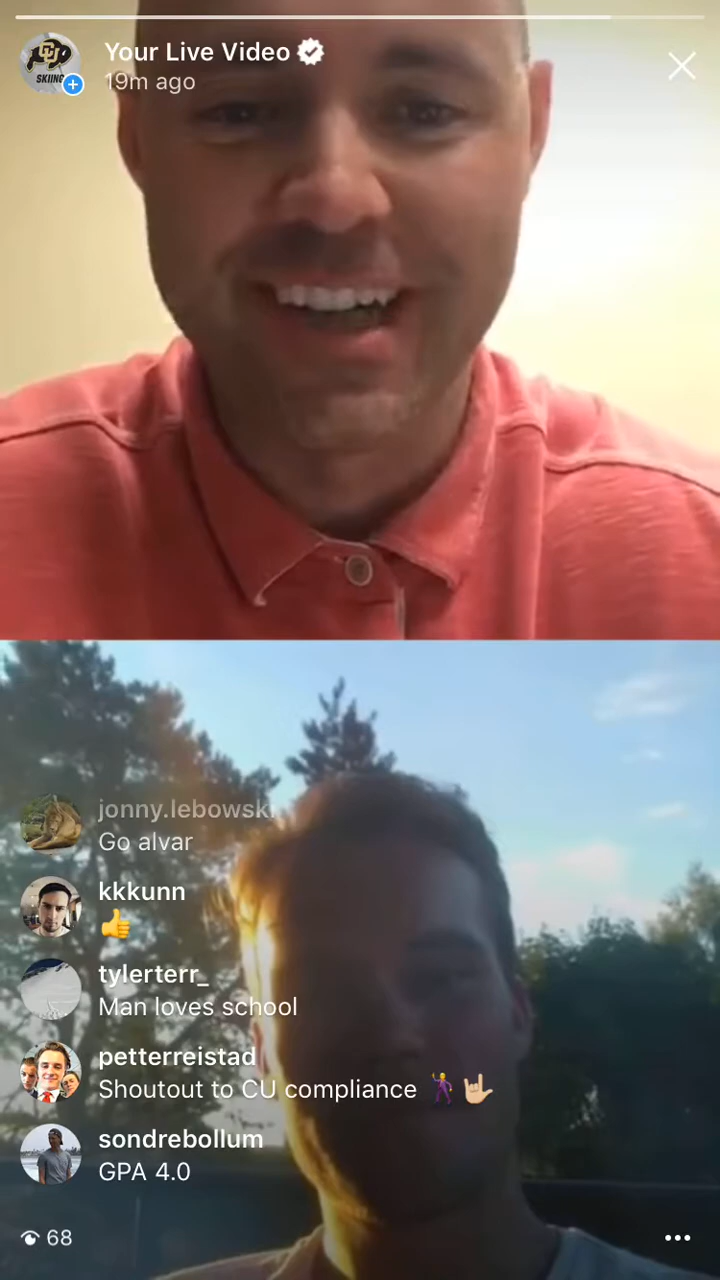 CU
SKIING
Your Live Video
19m ago
jonny.lebowski
Go alvar
kkkunn
👍
tylerterr_
Man loves school
petterreistad
Shoutout to CU compliance 💃🤟🏼
sondrebollum
GPA 4.0
68